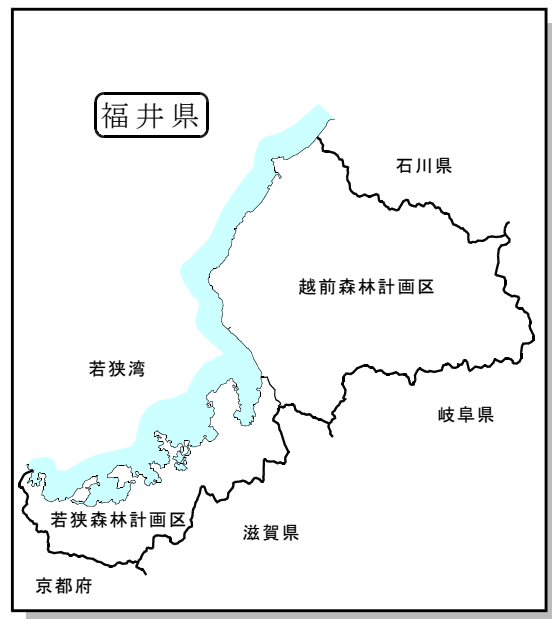 福井県
石川県
越前森林計画区
若狭湾
岐阜県
若狭森林計画区
滋賀県
京都府